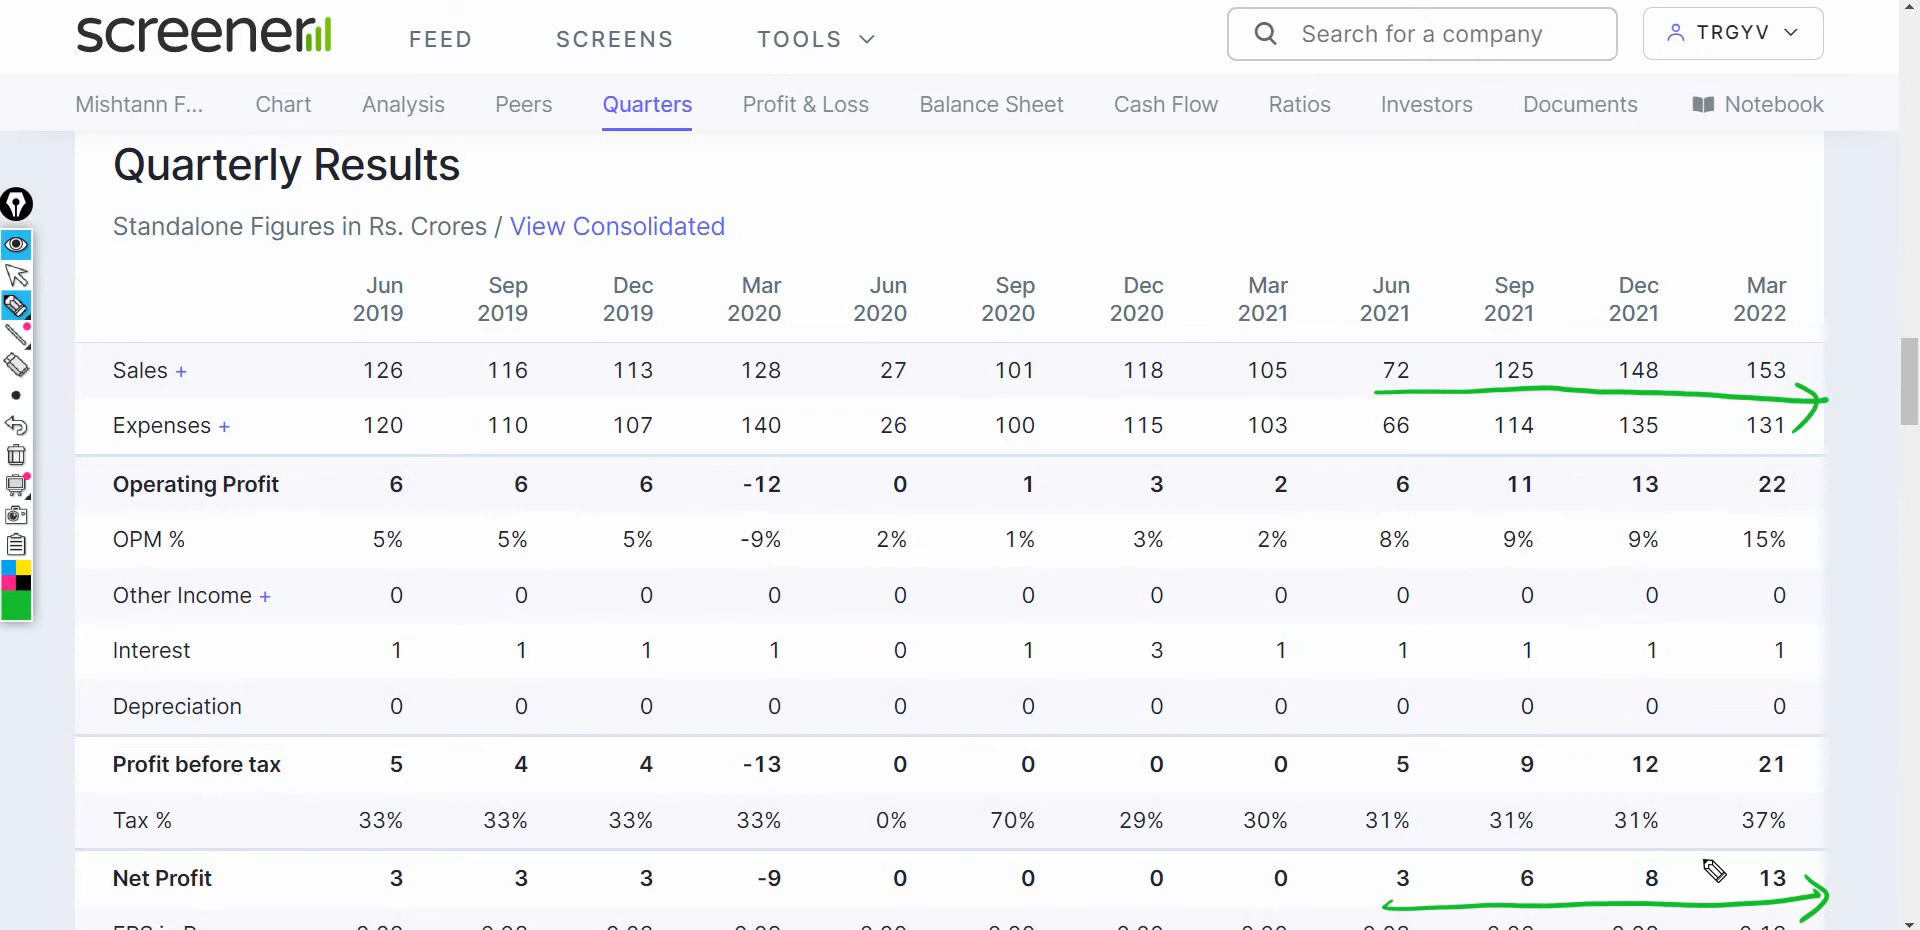 screener FEED SCREENS TOOLS Search for a company TRGYV
Mishtann F... Chart Analysis Peers Quarters Profit & Loss Balance Sheet Cash Flow Ratios Investors Documents Notebook
Quarterly Results
Standalone Figures in Rs. Crores / View Consolidated
Jun Sep Dec Mar Jun Sep Dec Mar Jun Sep Dec Mar
2019 2019 2019 2020 2020 2020 2020 2021 2021 2021 2021 2022
Sales + 126 116 113 128 27 101 118 105 72 125 148 153
Expenses + 120 110 107 140 26 100 115 103 66 114 135 131
Operating Profit 6 6 6 -12 0 1 3 2 6 11 13 22
OPM % 5% 5% 5% -9% 2% 1% 3% 2% 8% 9% 9% 15%
Other Income + 0 0 0 0 0 0 0 0 0 0 0 0
Interest 1 1 1 1 0 1 3 1 1 1 1 1
Depreciation 0 0 0 0 0 0 0 0 0 0 0 0
Profit before tax 5 4 4 -13 0 0 0 0 5 9 12 21
Tax % 33% 33% 33% 33% 0% 70% 29% 30% 31% 31% 31% 37%
Net Profit 3 3 3 -9 0 0 0 0 3 6 8 13